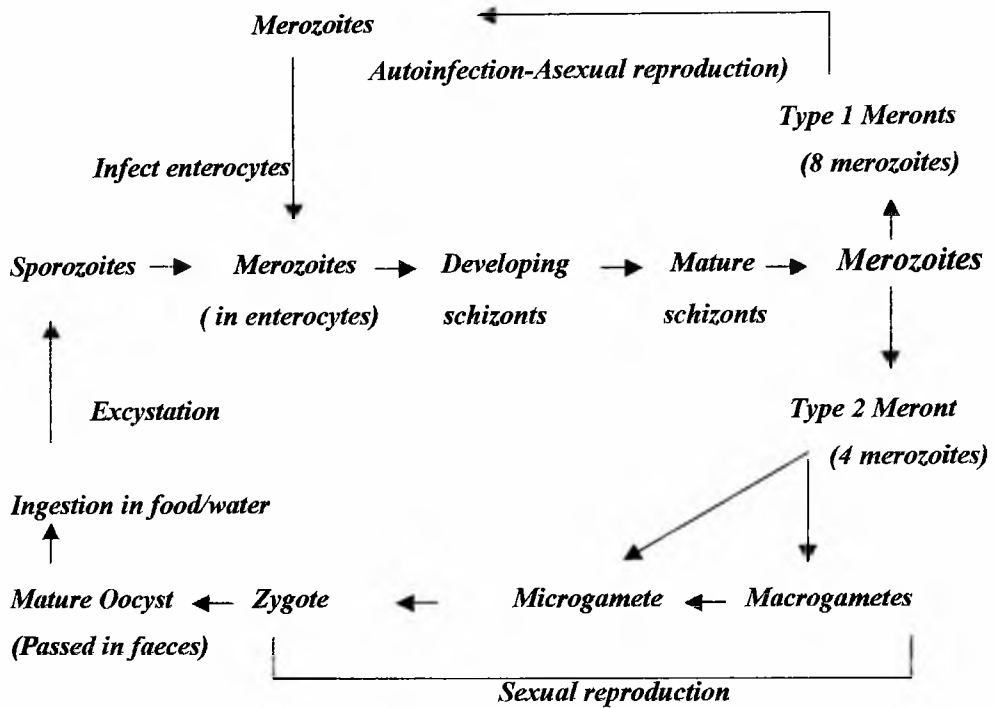 Merozoites
Autoinfection-Asexual reproduction)
Type 1 Meronts
(8 merozoites)
Infect enterocytes
Sporozoites
Merozoites
( in enterocytes)
Developing
schizonts
Mature
schizonts
Merozoites
Excystation
Type 2 Meront
(4 merozoites)
Ingestion in food/water
Mature Oocyst
(Passed in faeces)
Zygote
Microgamete
Macrogametes
Sexual reproduction